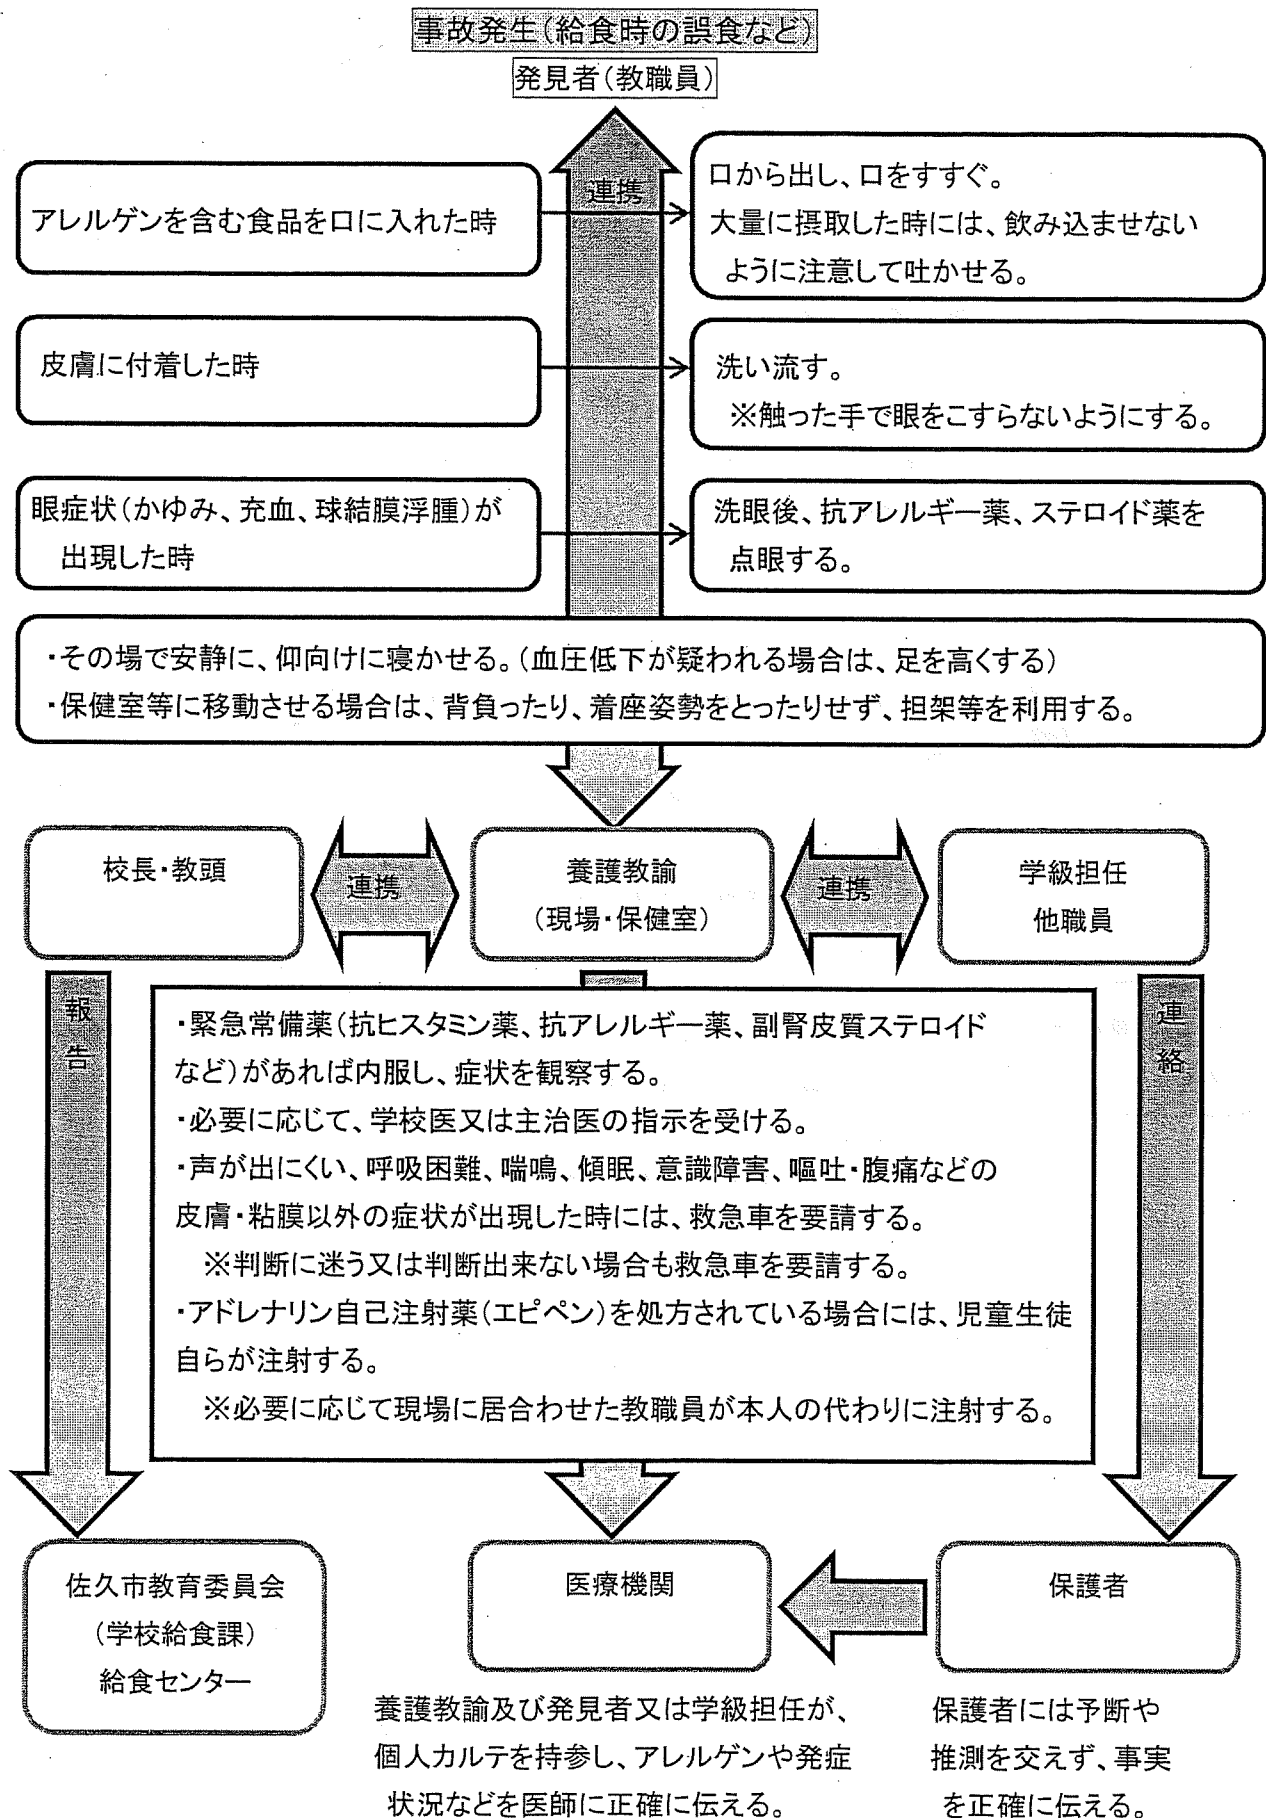 事故発生(給食時の誤食など)
発見者(教職員)
連携
アレルゲンを含む食品を口に入れた時
口から出し、口をすすぐ。
大量に摂取した時には、飲み込ませない
ように注意して吐かせる。
皮膚に付着した時
洗い流す。
※触った手で眼をこすらないようにする。
眼症状(かゆみ、充血、球結膜浮腫)が
出現した時
洗眼後、抗アレルギー薬、ステロイド薬を
点眼する。
・その場で安静に、仰向けに寝かせる。(血圧低下が疑われる場合は、足を高くする)
・保健室等に移動させる場合は、背負ったり、着座姿勢をとったりせず、担架等を利用する。
校長・教頭
連携
養護教諭
(現場・保健室)
連携
学級担任
他職員
報告
・緊急常備薬(抗ヒスタミン薬、抗アレルギー薬、副腎皮質ステロイド
など)があれば内服し、症状を観察する。
・必要に応じて、学校医又は主治医の指示を受ける。
・声が出にくい、呼吸困難、喘鳴、傾眠、意識障害、嘔吐・腹痛などの
皮膚・粘膜以外の症状が出現した時には、救急車を要請する。
※判断に迷う又は判断出来ない場合も救急車を要請する。
・アドレナリン自己注射薬(エピペン)を処方されている場合には、児童生徒
自らが注射する。
※必要に応じて現場に居合わせた教職員が本人の代わりに注射する。
連絡
佐久市教育委員会
(学校給食課)
給食センター
医療機関
保護者
養護教諭及び発見者又は学級担任が、
個人カルテを持参し、アレルゲンや発症
状況などを医師に正確に伝える。
保護者には予断や
推測を交えず、事実
を正確に伝える。